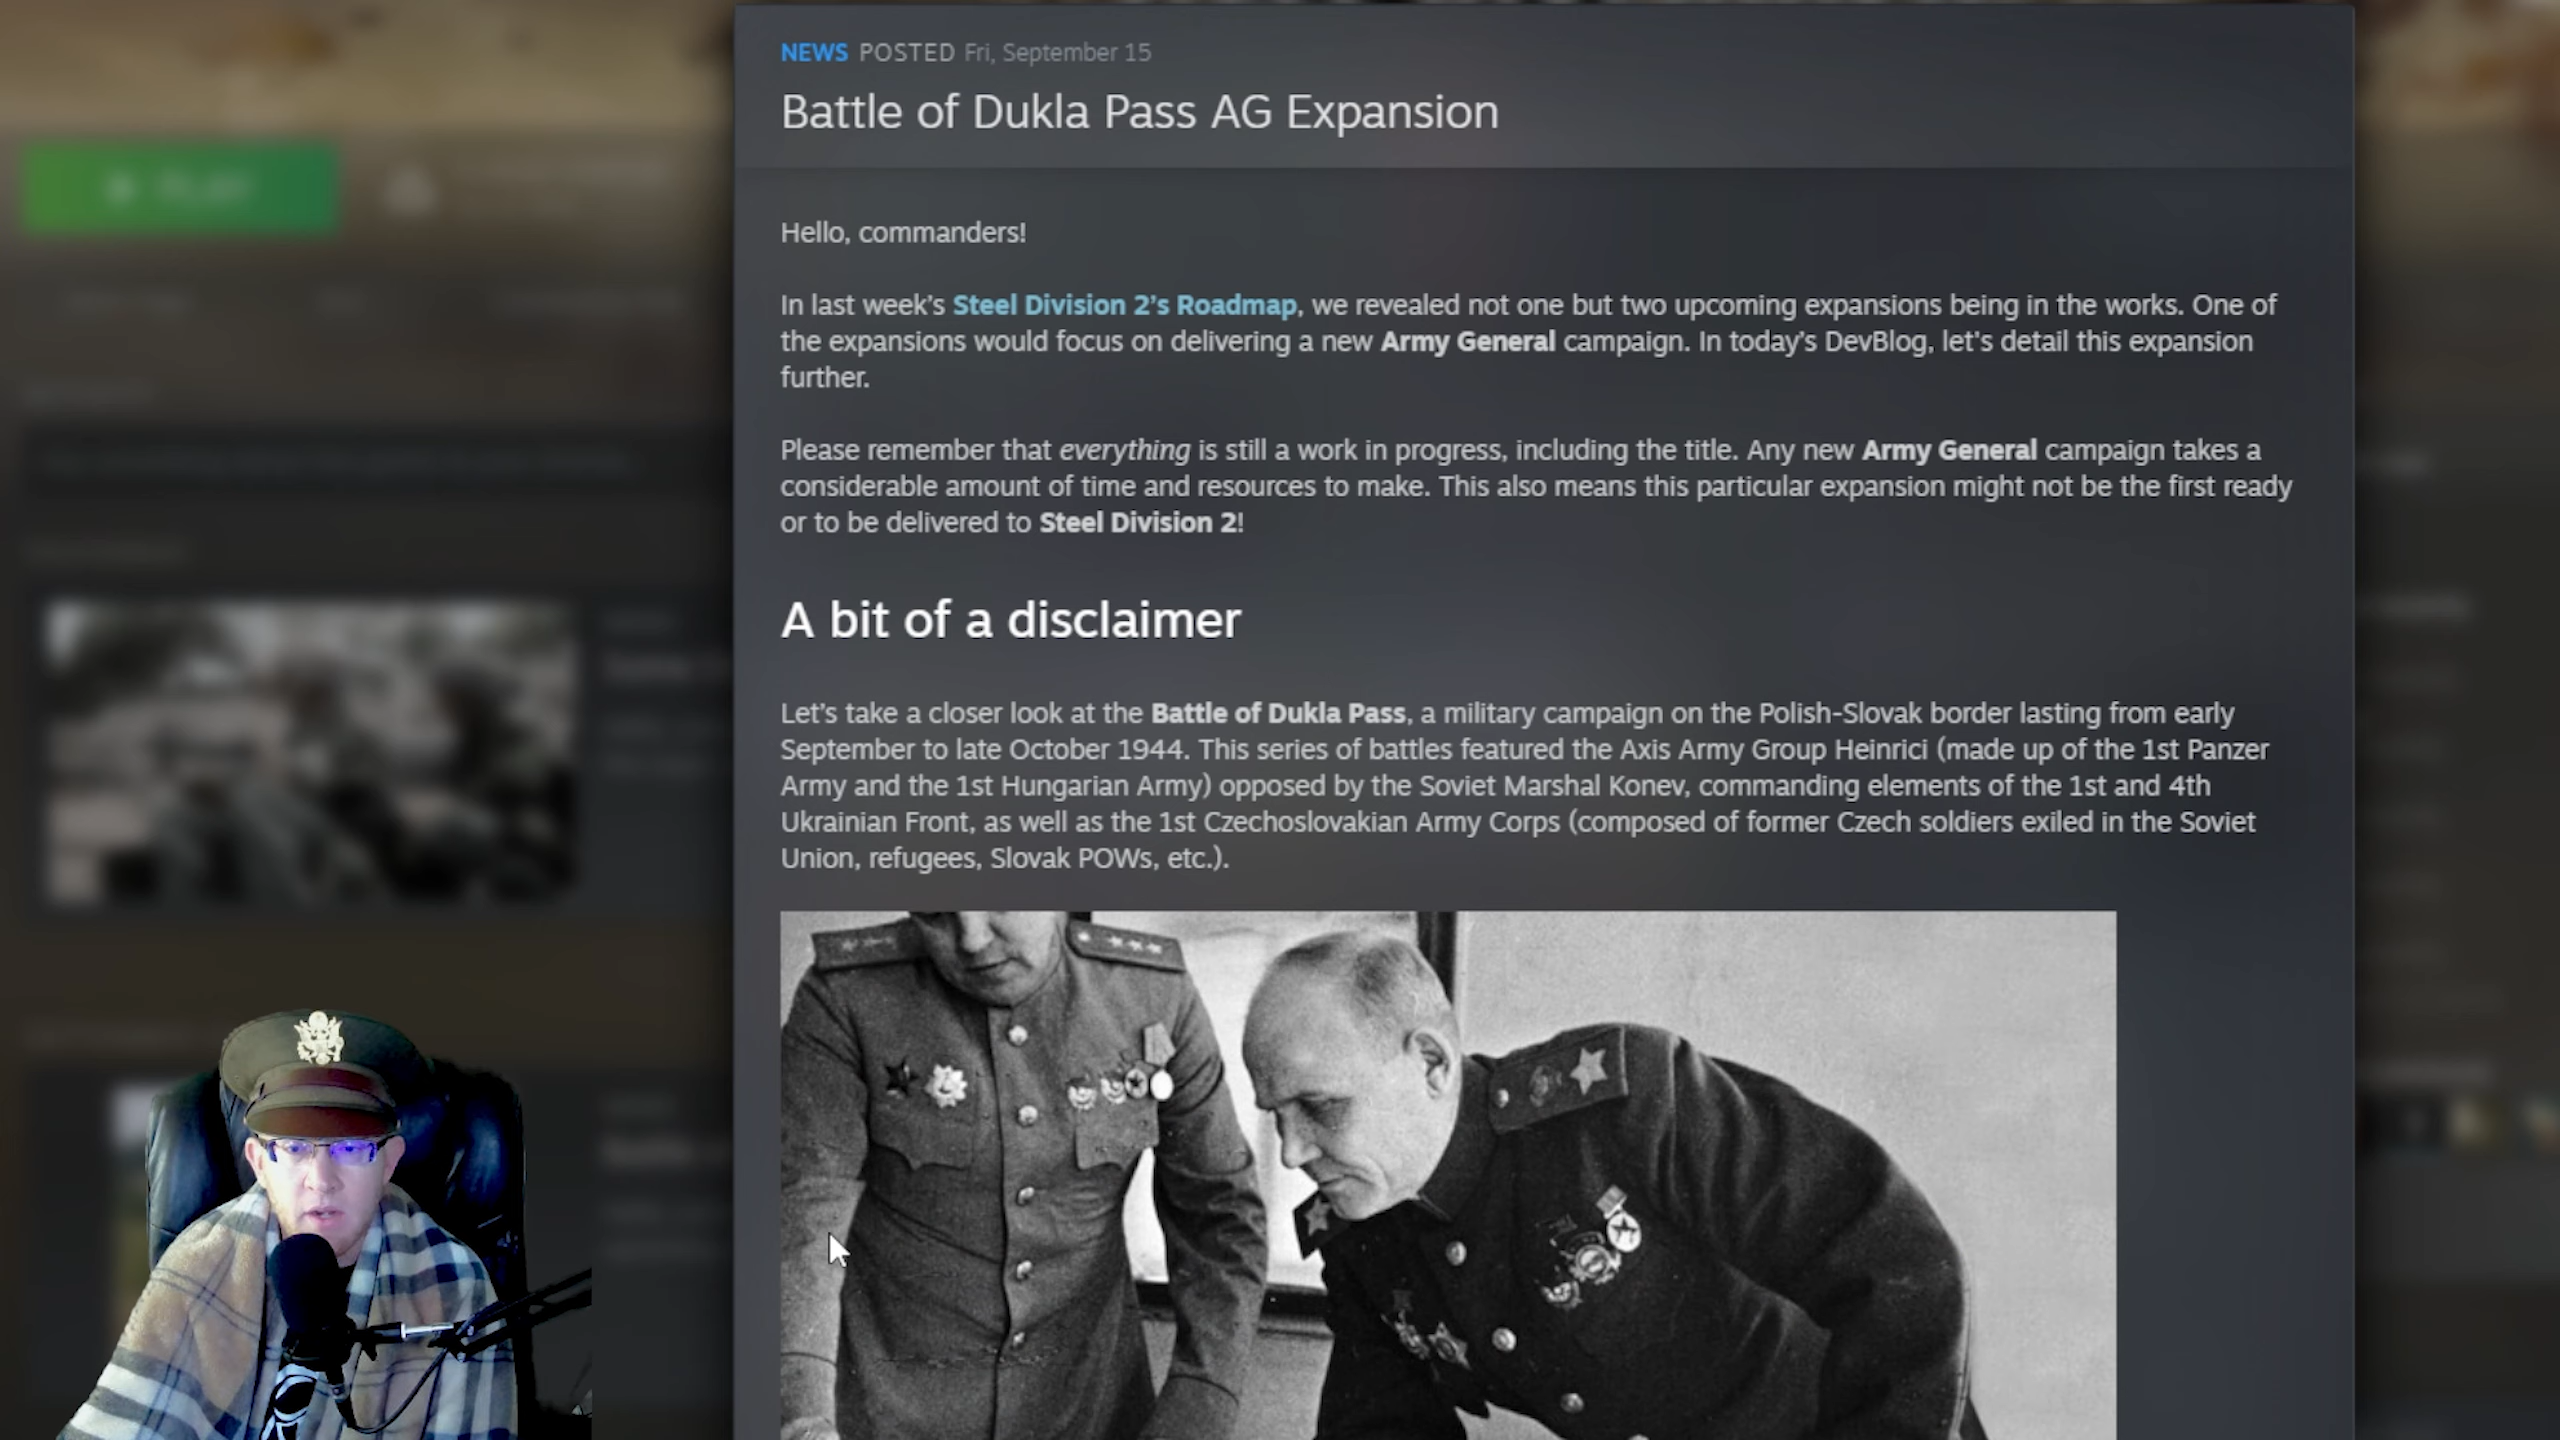 NEWS POSTED Fri, September 15
Battle of Dukla Pass AG Expansion
Hello, commanders!
In last week's Steel Division 2's Roadmap, we revealed not one but two upcoming expansions being in the works. One of
the expansions would focus on delivering a new Army General campaign. In today's DevBlog, let's detail this expansion
further.
Please remember that everything is still a work in progress, including the title. Any new Army General campaign takes a
considerable amount of time and resources to make. This also means this particular expansion might not be the first ready
or to be delivered to Steel Division 2!
A bit of a disclaimer
Let's take a closer look at the Battle of Dukla Pass, a military campaign on the Polish-Slovak border lasting from early
September to late October 1944. This series of battles featured the Axis Army Group Heinrici (made up of the 1st Panzer
Army and the 1st Hungarian Army) opposed by the Soviet Marshal Konev, commanding elements of the 1st and 4th
Ukrainian Front, as well as the 1st Czechoslovakian Army Corps (composed of former Czech soldiers exiled in the Soviet
Union, refugees, Slovak POWs, etc.).